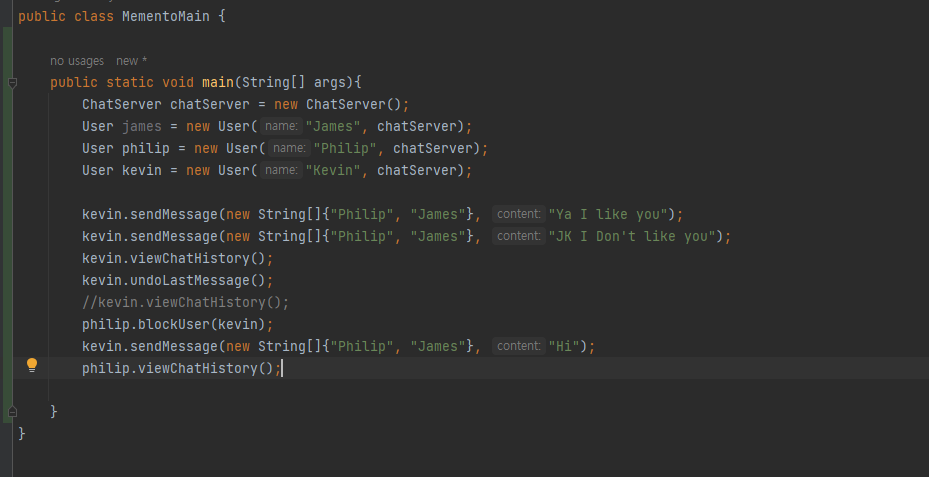 public class MementoMain {
no usages   new *
public static void main(String[] args){
ChatServer chatServer = new ChatServer();
User james = new User( name: "James", chatServer);
User philip = new User( name: "Philip", chatServer);
User kevin = new User( name: "Kevin", chatServer);
kevin.sendMessage(new String[]{"Philip", "James"},  content: "Ya I like you");
kevin.sendMessage(new String[]{"Philip", "James"},  content: "JK I Don't like you");
kevin.viewChatHistory();
kevin.undoLastMessage();
//kevin.viewChatHistory();
philip.blockUser(kevin);
kevin.sendMessage(new String[]{"Philip", "James"},  content: "Hi");
philip.viewChatHistory();
}
}